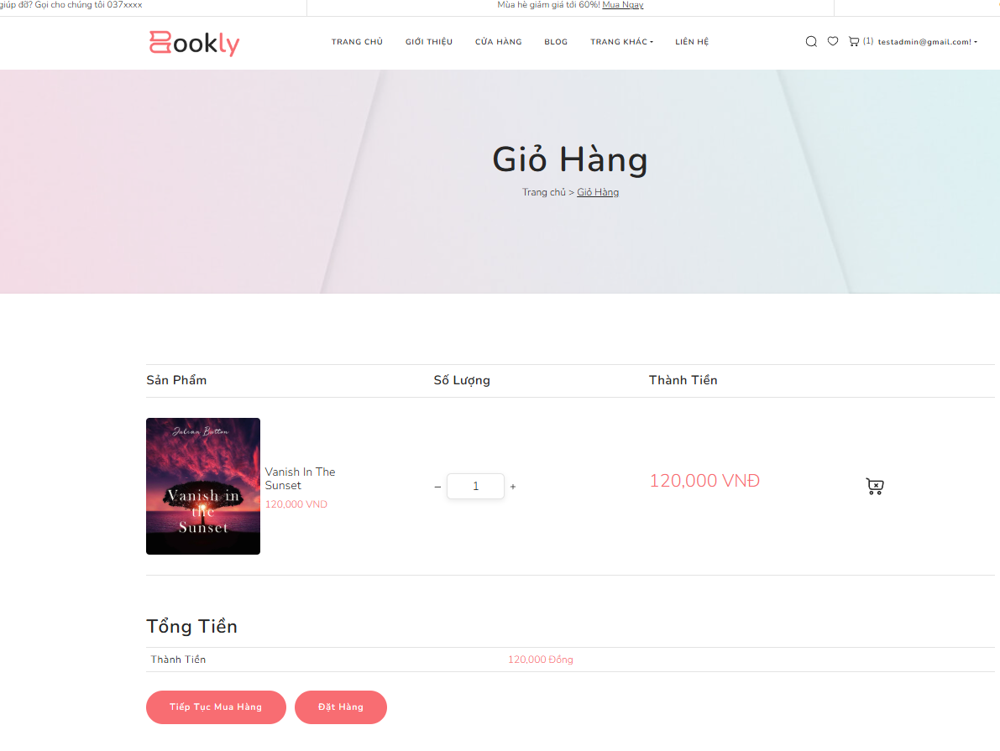 giúp đỡ? Gọi cho chúng tôi 037xxxx
Mùa hè giảm giá tới 60%! Mua Ngay
Bookly
TRANG CHỦ GIỚI THIỆU CỬA HÀNG BLOG TRANG KHÁC LIÊN HỆ
(1) testadmin@gmail.com!
Giỏ Hàng
Trang chủ > Giỏ Hàng
Sản Phẩm Số Lượng Thành Tiền
Julian Button
Vanish in
the
Sunset
Vanish In The
Sunset
120,000 VND
– 1 +
120,000 VNĐ
Tổng Tiền
Thành Tiền 120,000 Đồng
Tiếp Tục Mua Hàng Đặt Hàng